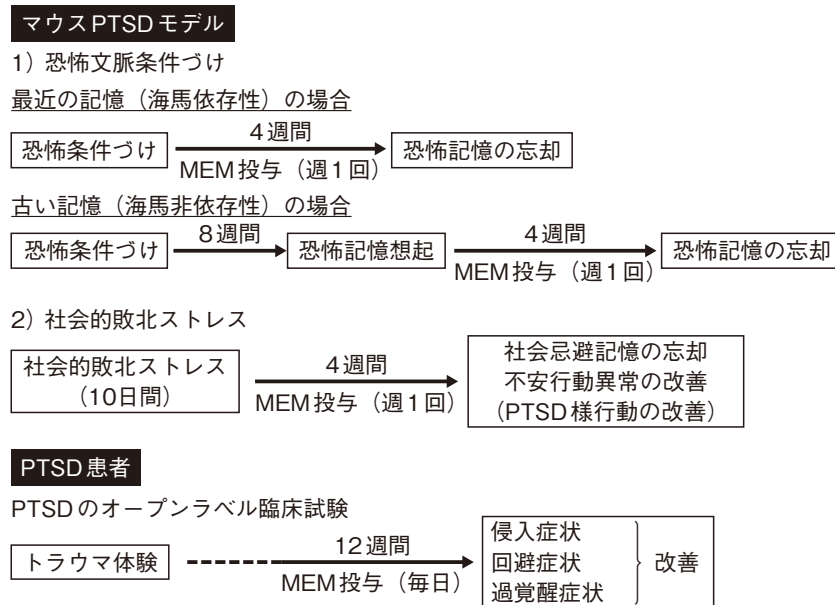 マウスPTSDモデル
1）恐怖文脈条件づけ
最近の記憶（海馬依存性）の場合
恐怖条件づけ 4週間 MEM投与（週1回） 恐怖記憶の忘却
古い記憶（海馬非依存性）の場合
恐怖条件づけ 8週間 恐怖記憶想起 4週間 MEM投与（週1回） 恐怖記憶の忘却
2）社会的敗北ストレス
社会的敗北ストレス
（10日間）
4週間
MEM投与（週1回）
社会忌避記憶の忘却
不安行動異常の改善
（PTSD様行動の改善）
PTSD患者
PTSDのオープンラベル臨床試験
トラウマ体験
12週間
MEM投与（毎日）
侵入症状
回避症状
過覚醒症状
改善